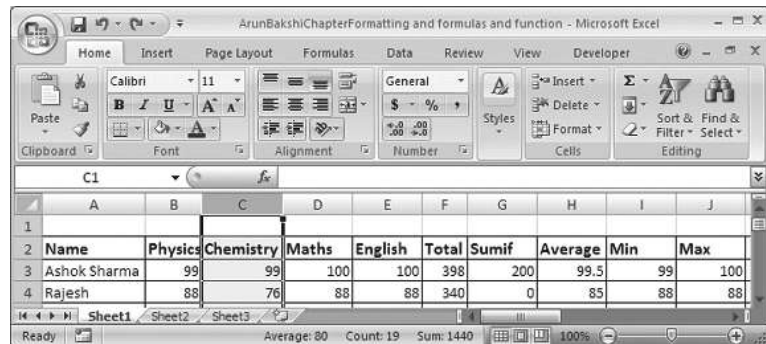 ArunBakshiChapterFormatting and formulas and function - Microsoft Excel
Home Insert Page Layout Formulas Data Review View Developer
Paste
Clipboard
Calibri 11
B I U A A
A
Font
Alignment
General
$ % ,
.0 .00 .00 .0
Number
A
Styles
Insert
Delete
Format
Cells
Σ
A Z
Sort & Filter
Find & Select
Editing
C1 fx
A B C D E F G H I J
1
2 Name Physics Chemistry Maths English Total Sumif Average Min Max
3 Ashok Sharma 99 99 100 100 398 200 99.5 99 100
4 Rajesh 88 76 88 88 340 0 85 88 88
Sheet1 Sheet2 Sheet3
Ready Average: 80 Count: 19 Sum: 1440 100%